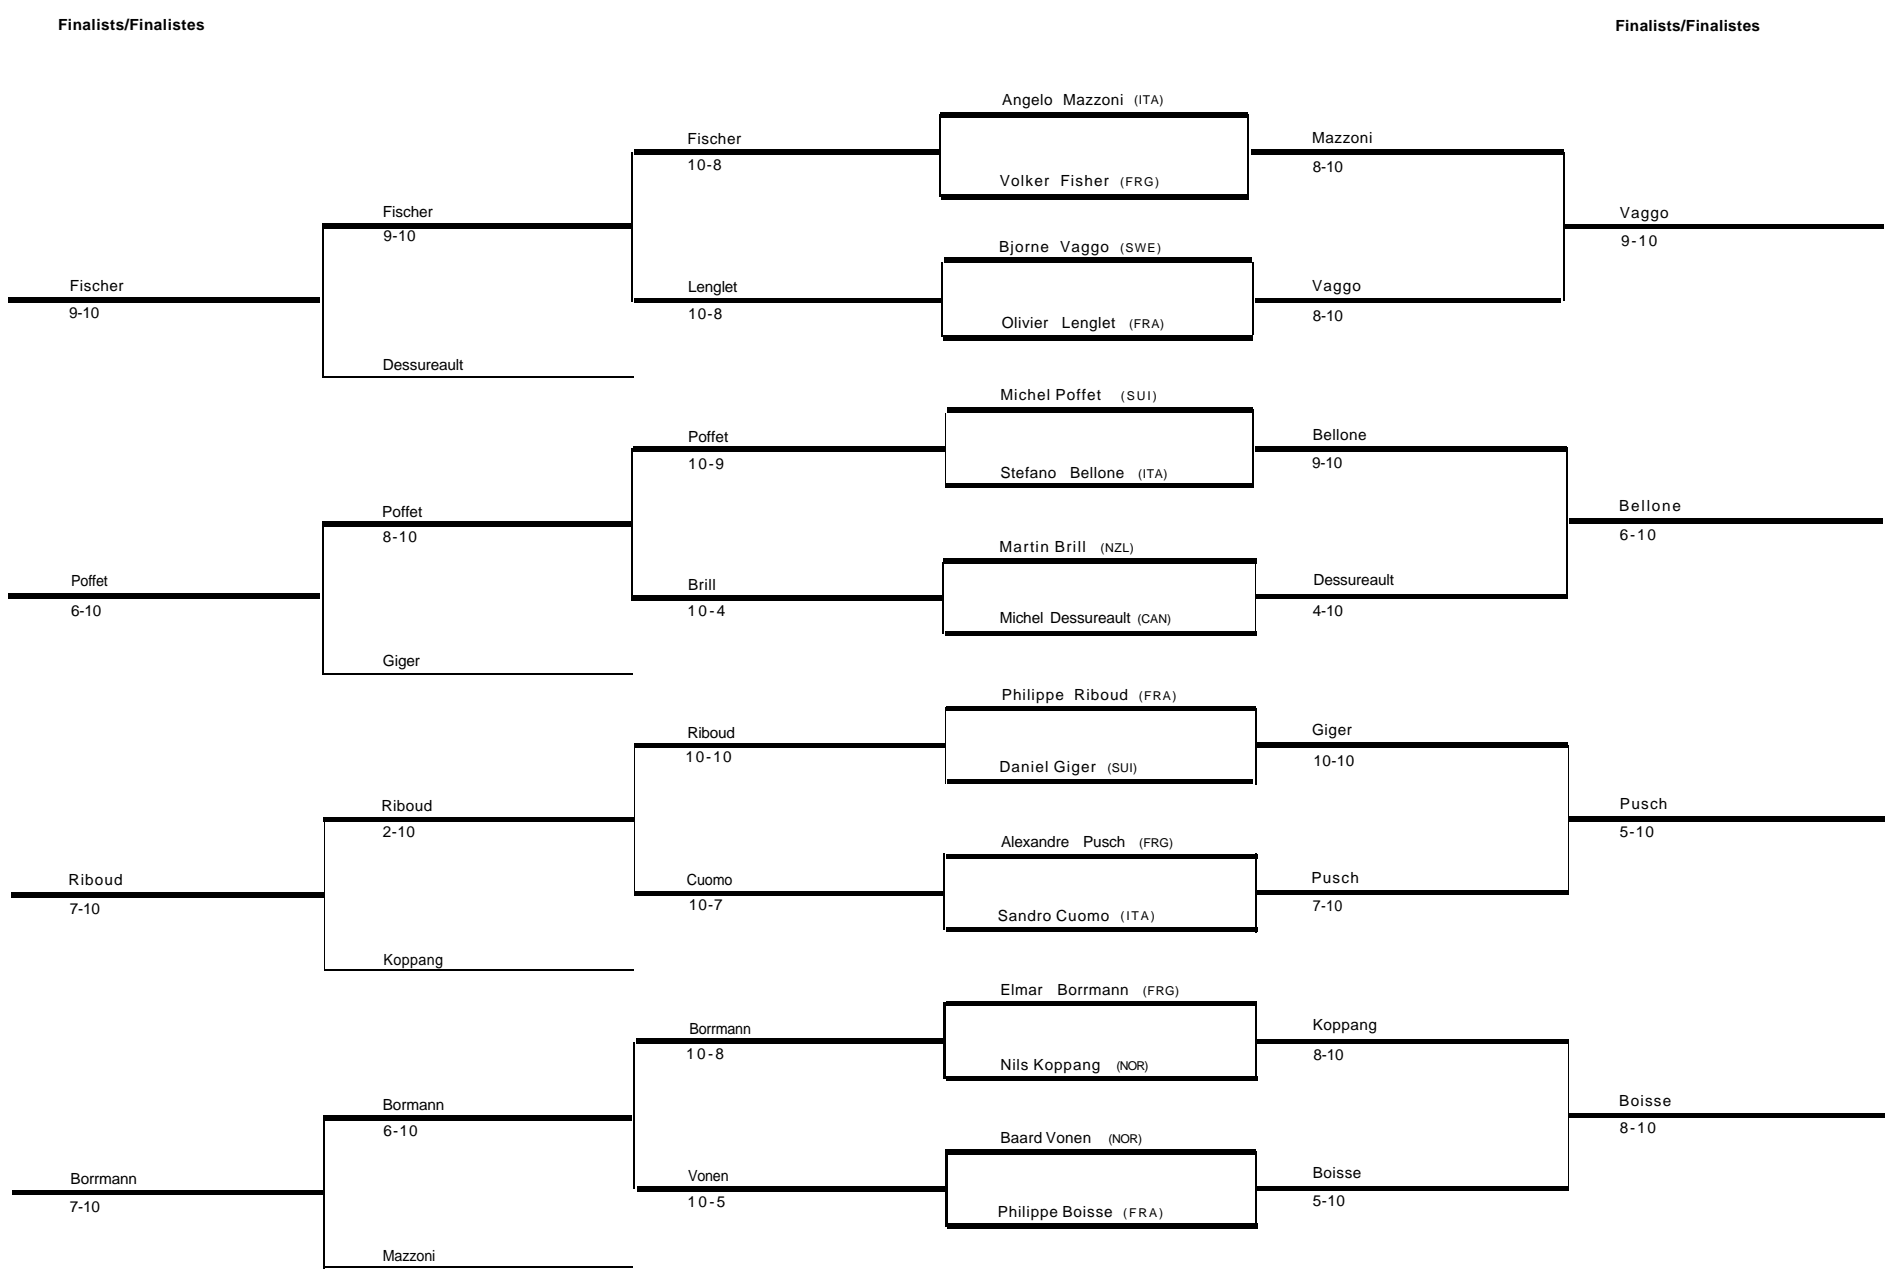 Finalists/Finalistes
Finalists/Finalistes
Angelo Mazzoni (ITA)
Fischer
10-8
Mazzoni
8-10
Volker Fisher (FRG)
Fischer
9-10
Vaggo
9-10
Bjorne Vaggo (SWE)
Fischer
9-10
Lenglet
10-8
Vaggo
8-10
Olivier Lenglet (FRA)
Dessureault
Michel Poffet (SUI)
Poffet
10-9
Bellone
9-10
Stefano Bellone (ITA)
Poffet
8-10
Bellone
6-10
Martin Brill (NZL)
Poffet
6-10
Brill
10-4
Dessureault
4-10
Michel Dessureault (CAN)
Giger
Philippe Riboud (FRA)
Riboud
10-10
Giger
10-10
Daniel Giger (SUI)
Riboud
2-10
Pusch
5-10
Alexandre Pusch (FRG)
Riboud
7-10
Cuomo
10-7
Pusch
7-10
Sandro Cuomo (ITA)
Koppang
Elmar Borrmann (FRG)
Borrmann
10-8
Koppang
8-10
Nils Koppang (NOR)
Bormann
6-10
Boisse
8-10
Baard Vonen (NOR)
Borrmann
7-10
Vonen
10-5
Boisse
5-10
Philippe Boisse (FRA)
Mazzoni